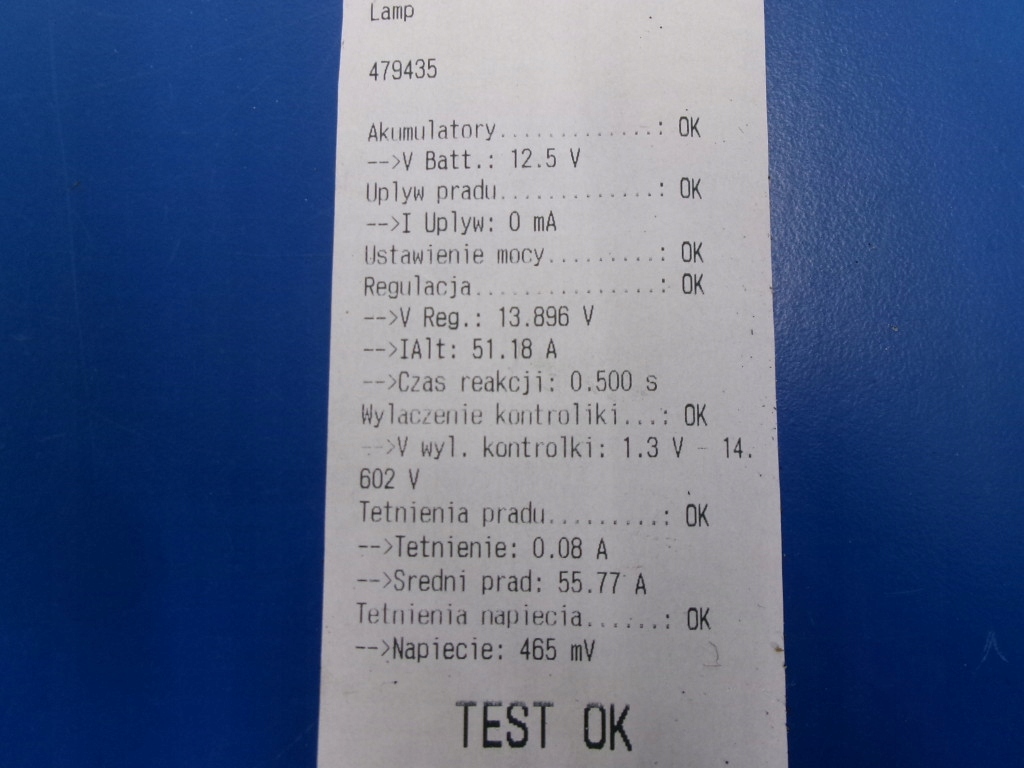 Lamp
479435
Akumulatory.............: OK
-->V Batt.: 12.5 V
Uplyw pradu.............: OK
-->I Uplyw: 0 mA
Ustawienie mocy.........: OK
Regulacja...............: OK
-->V Reg.: 13.896 V
-->IAlt: 51.18 A
-->Czas reakcji: 0.500 s
Wylaczenie kontroliki...: OK
-->V wyl. kontrolki: 1.3 V - 14.
602 V
Tetnienia pradu.........: OK
-->Tetnienie: 0.08 A
-->Sredni prad: 55.77 A
Tetnienia napiecia......: OK
-->Napiecie: 465 mV
TEST OK